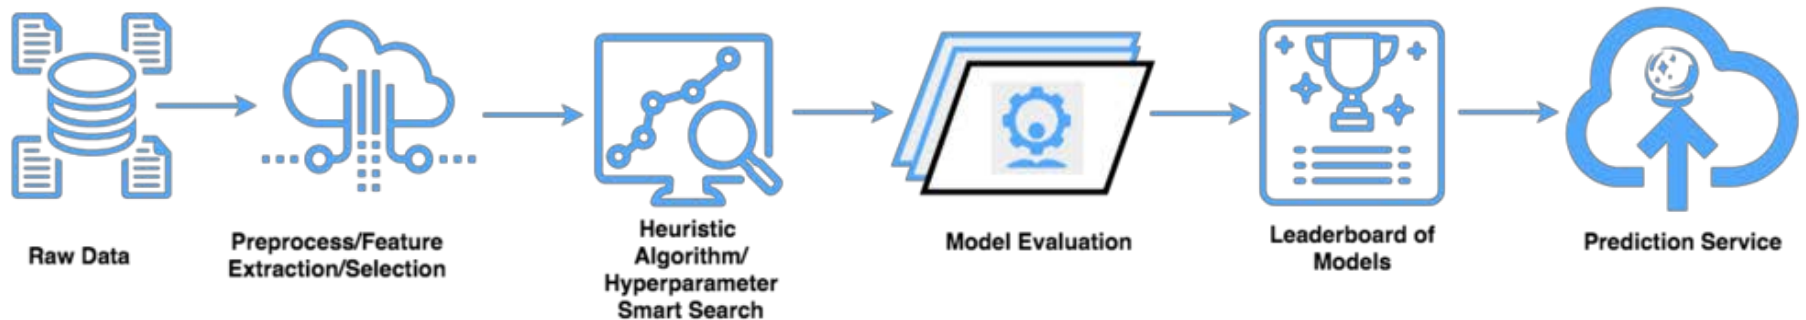 Raw Data
Preprocess/Feature
Extraction/Selection
Heuristic
Algorithm/
Hyperparameter
Smart Search
Model Evaluation
Leaderboard of
Models
Prediction Service